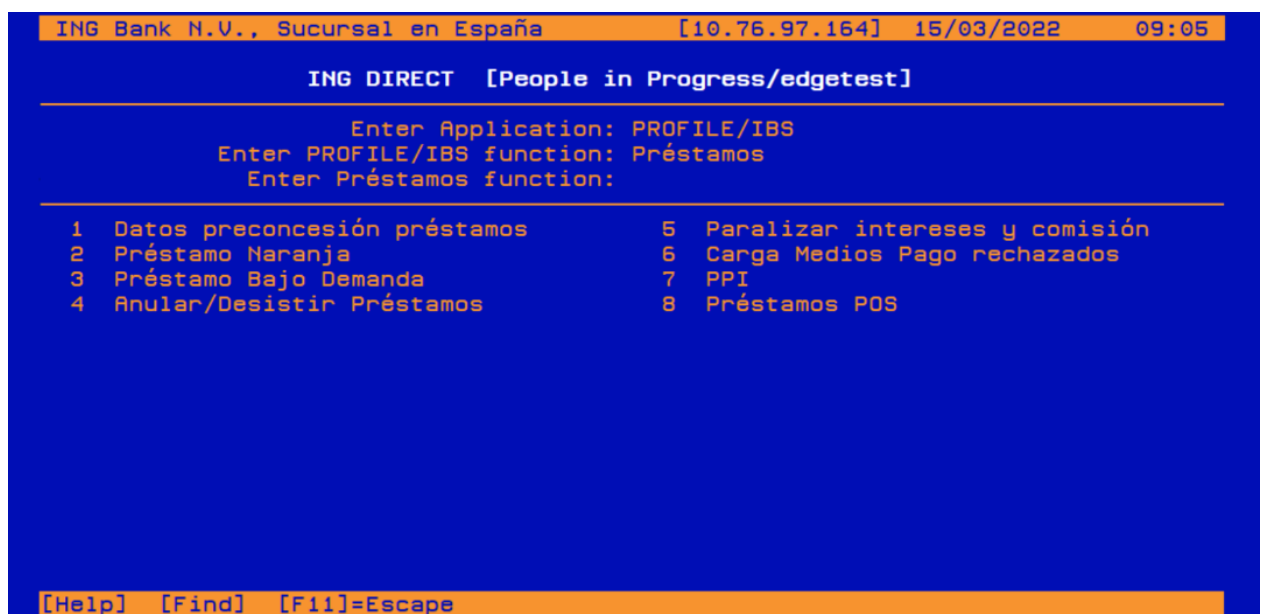 ING Bank N.V., Sucursal en España [10.76.97.164] 15/03/2022 09:05
ING DIRECT [People in Progress/edgetest]
Enter Application: PROFILE/IBS
Enter PROFILE/IBS function: Préstamos
Enter Préstamos function:
1 Datos preconcesión préstamos 5 Paralizar intereses y comisión
2 Préstamo Naranja 6 Carga Medios Pago rechazados
3 Préstamo Bajo Demanda 7 PPI
4 Anular/Desistir Préstamos 8 Préstamos POS
[Help] [Find] [F11]=Escape